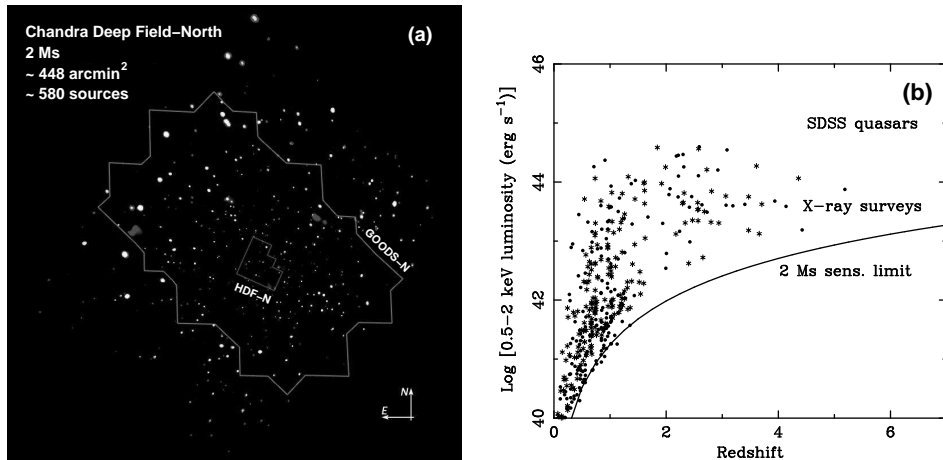 Chandra Deep Field–North
2 Ms
~ 448 arcmin²
~ 580 sources
(a)
GOODS–N
HDF–N
N
E
(b)
SDSS quasars
X–ray surveys
2 Ms sens. limit
Log [0.5–2 keV luminosity (erg s⁻¹)]
46
44
42
40
0
2
4
6
Redshift